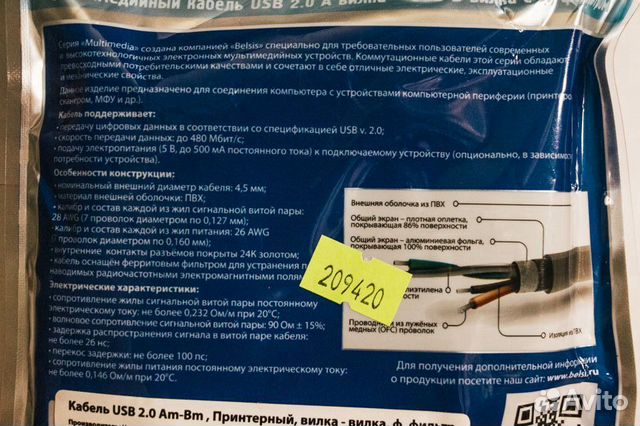 кабель USB 2.0 A вилка
Серия «Multimedia» создана компанией «Belsis» специально для требовательных пользователей современных
высокотехнологичных электронных мультимедийных устройств. Коммутационные кабели этой серии обладают
превосходными потребительскими качествами и сочетают в себе отличные электрические, эксплуатационные
и механические свойства.
Данное изделие предназначено для соединения компьютера с устройствами компьютерной периферии (принтеро
сканером, МФУ и др.).
Кабель поддерживает:
• передачу цифровых данных в соответствии со спецификацией USB v. 2.0;
• скорость передачи данных: до 480 Мбит/с;
• подачу электропитания (5 В, до 500 мА постоянного тока) к подключаемому устройству (опционально, в зависимос
потребности устройства).
Особенности конструкции:
• номинальный внешний диаметр кабеля: 4,5 мм;
• материал внешней оболочки: ПВХ;
• калибр и состав каждой из жил сигнальной витой пары:
28 AWG (7 проволок диаметром по 0,127 мм);
• калибр и состав каждой из жил питания: 26 AWG
(7 проволок диаметром по 0,160 мм);
• внутренние контакты разъёмов покрыты 24К золотом;
• кабель оснащён ферритовым фильтром для устранения по
наводимых радиочастотными электромагнитными полям
Электрические характеристики:
• сопротивление жилы сигнальной витой пары постоянному
электрическому току: не более 0,232 Ом/м при 20°С;
• волновое сопротивление сигнальной витой пары: 90 Ом ± 15%;
• задержка распространения сигнала в витой паре кабеля:
не более 26 нс;
• перекос задержки: не более 100 пс;
• сопротивление жилы питания постоянному электрическому току:
не более 0,146 Ом/м при 20°С.
Внешняя оболочка из ПВХ
Общий экран – плотная оплетка,
покрывающая 86% поверхности
Общий экран – алюминиевая фольга,
покрывающая 100% поверхности
209420
Проводники из лужёных
медных (OFC) проволок
Изоляция из ПВХ
Для получения дополнительной информации
о продукции посетите наш сайт: www.belsis.ru
Кабель USB 2.0 Am-Bm , Принтерный, вилка - вилка, ф. фильтр
Avito